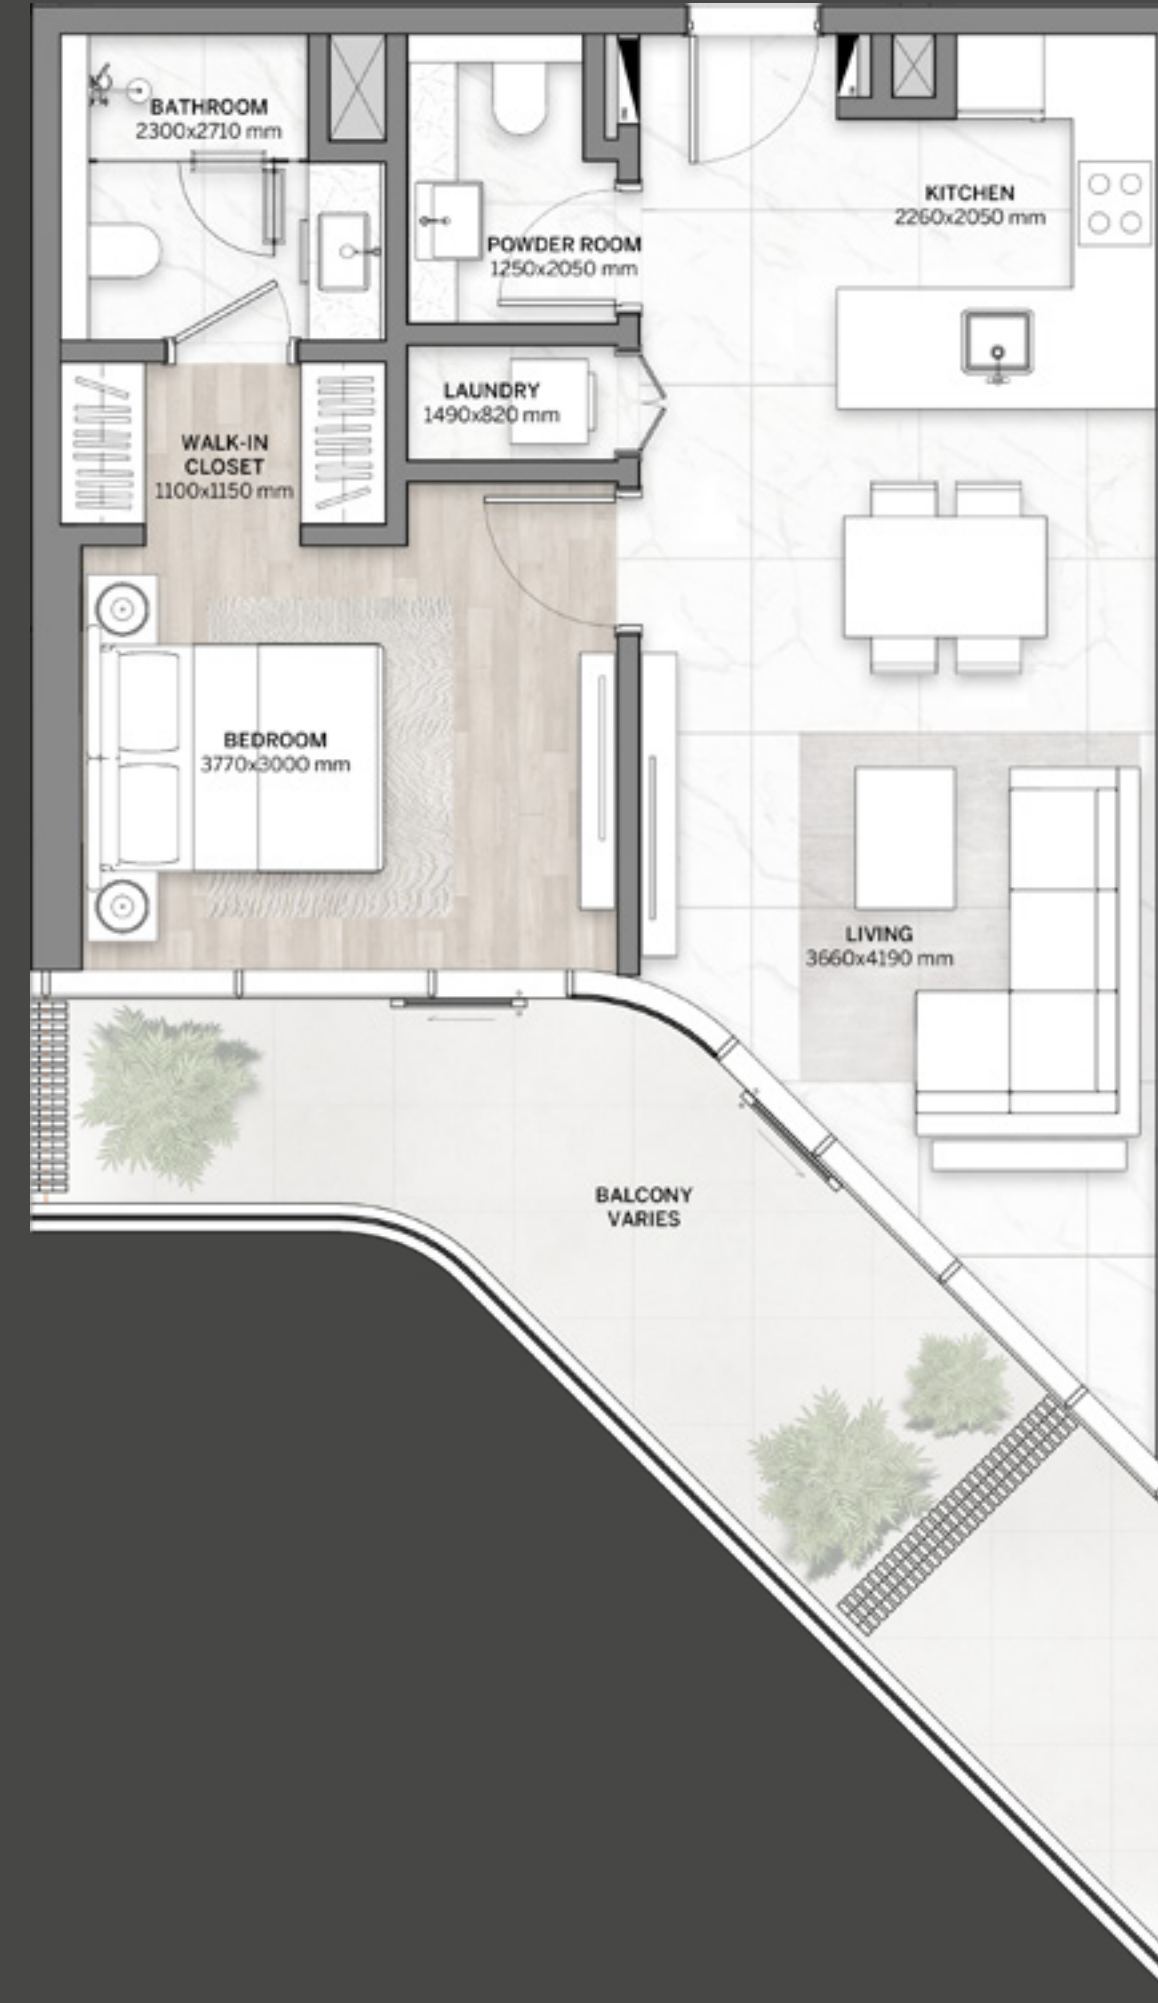 BATHROOM
2300x2710 mm
KITCHEN
2260x2050 mm
POWDER ROOM
1250x2050 mm
LAUNDRY
1490x820 mm
WALK-IN
CLOSET
1100x1150 mm
BEDROOM
3770x3000 mm
LIVING
3660x4190 mm
BALCONY
VARIES